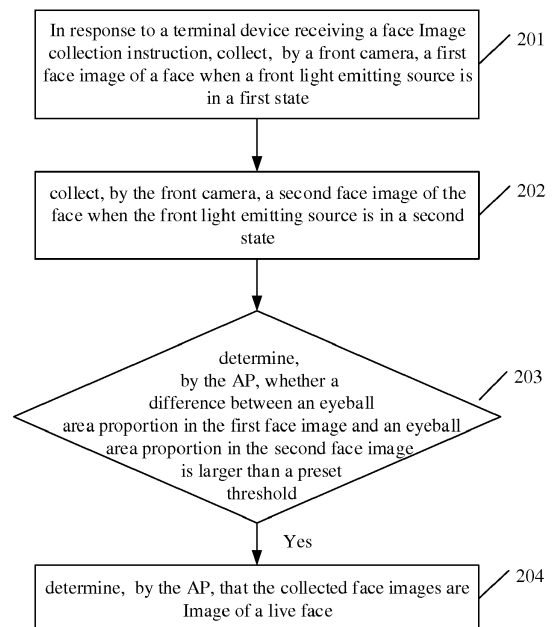 In response to a terminal device receiving a face Image
collection instruction, collect, by a front camera, a first
face image of a face when a front light emitting source is
in a first state
201
collect, by the front camera, a second face image of the
face when the front light emitting source is in a second
state
202
determine,
by the AP, whether a
difference between an eyeball
area proportion in the first face image and an eyeball
area proportion in the second face image
is larger than a preset
threshold
203
Yes
determine, by the AP, that the collected face images are
Image of a live face
204